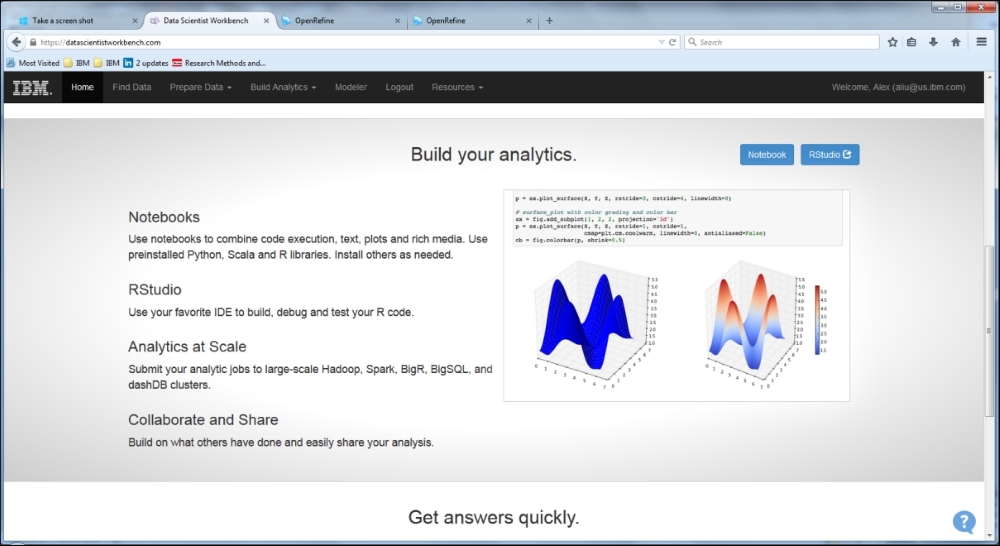 Take a screen shot
Data Scientist Workbench
OpenRefine
OpenRefine
https://datascientistworkbench.com
Search
Most Visited IBM IBM 2 updates Research Methods and...
IBM. Home Find Data Prepare Data Build Analytics Modeler Logout Resources Welcome, Alex (aliu@us.ibm.com)
Build your analytics.
Notebook RStudio
Notebooks
Use notebooks to combine code execution, text, plots and rich media. Use
preinstalled Python, Scala and R libraries. Install others as needed.
RStudio
Use your favorite IDE to build, debug and test your R code.
Analytics at Scale
Submit your analytic jobs to large-scale Hadoop, Spark, BigR, BigSQL, and
dashDB clusters.
Collaborate and Share
Build on what others have done and easily share your analysis.
p = ax.plot_surface(X, Y, Z, rstride=3, cstride=4, linewidth=0)
# surface_plot with color grading and color bar
ax = fig.add_subplot(1, 2, 2, projection='3d')
p = ax.plot_surface(X, Y, Z, rstride=1, cstride=1,
cmap=plt.cm.coolwarm, linewidth=0, antialiased=False)
cb = fig.colorbar(p, shrink=0.5)
Get answers quickly.
?